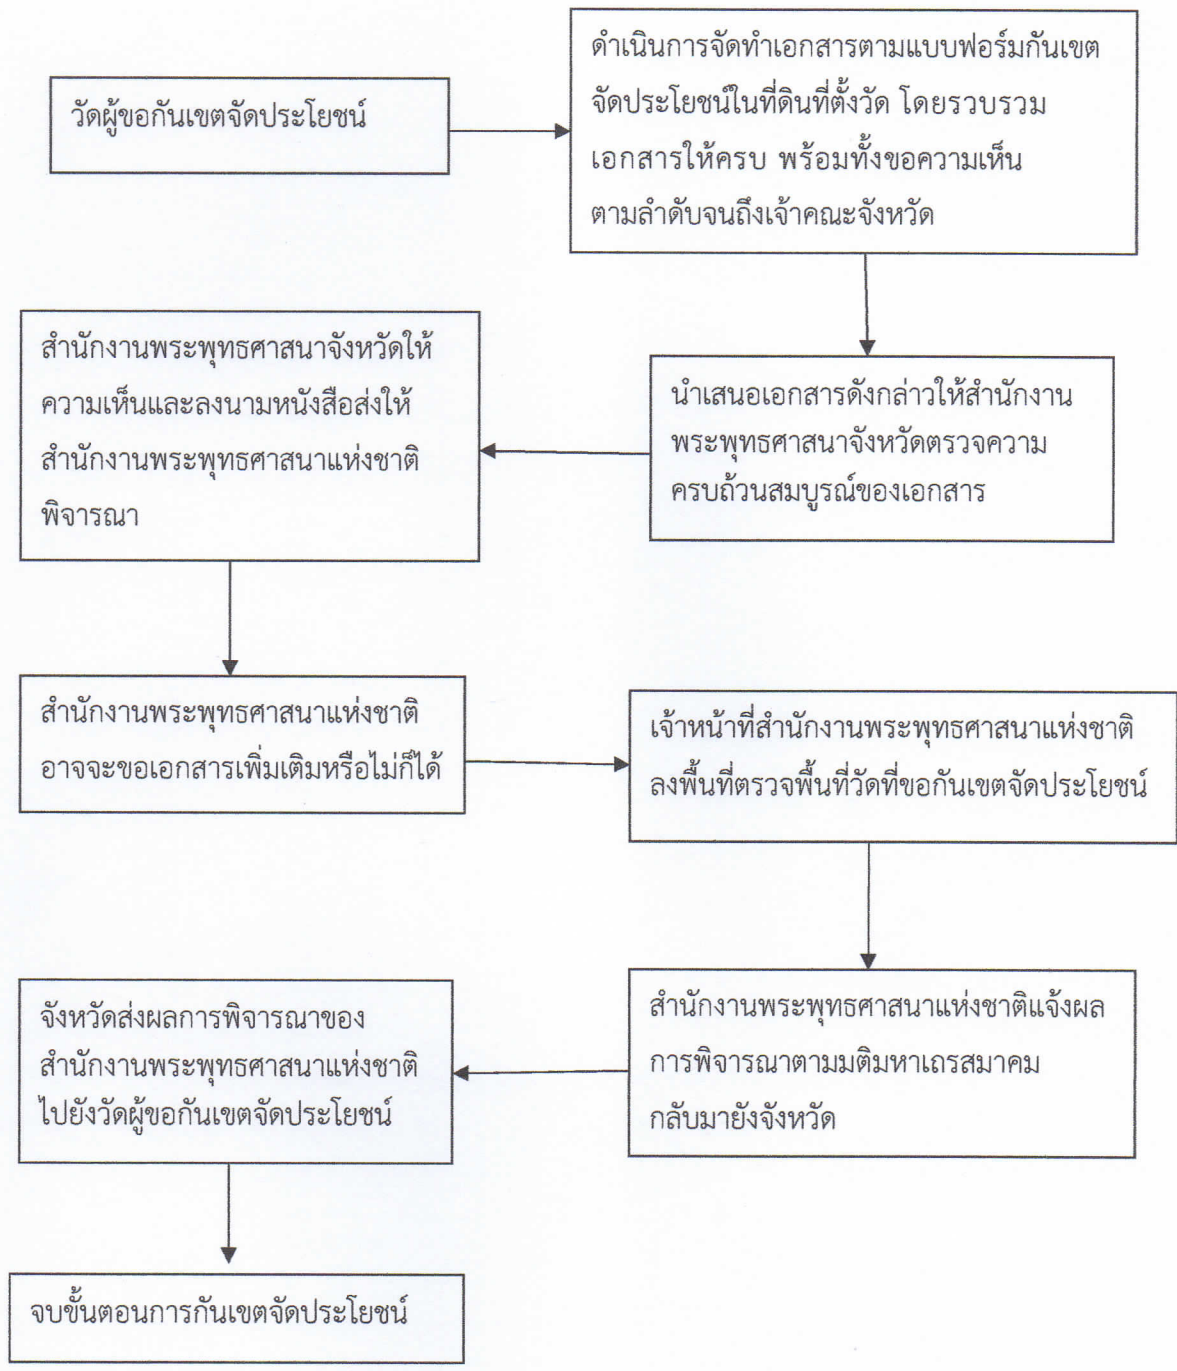 วัดผู้ขอกันเขตจัดประโยชน์
ดำเนินการจัดทำเอกสารตามแบบฟอร์มกันเขต
จัดประโยชน์ในที่ดินที่ตั้งวัด โดยรวบรวม
เอกสารให้ครบ พร้อมทั้งขอความเห็น
ตามลำดับจนถึงเจ้าคณะจังหวัด
นำเสนอเอกสารดังกล่าวให้สำนักงาน
พระพุทธศาสนาจังหวัดตรวจความ
ครบถ้วนสมบูรณ์ของเอกสาร
สำนักงานพระพุทธศาสนาจังหวัดให้
ความเห็นและลงนามหนังสือส่งให้
สำนักงานพระพุทธศาสนาแห่งชาติ
พิจารณา
สำนักงานพระพุทธศาสนาแห่งชาติ
อาจจะขอเอกสารเพิ่มเติมหรือไม่ก็ได้
เจ้าหน้าที่สำนักงานพระพุทธศาสนาแห่งชาติ
ลงพื้นที่ตรวจพื้นที่วัดที่ขอกันเขตจัดประโยชน์
สำนักงานพระพุทธศาสนาแห่งชาติแจ้งผล
การพิจารณาตามมติมหาเถรสมาคม
กลับมายังจังหวัด
จังหวัดส่งผลการพิจารณาของ
สำนักงานพระพุทธศาสนาแห่งชาติ
ไปยังวัดผู้ขอกันเขตจัดประโยชน์
จบขั้นตอนการกันเขตจัดประโยชน์